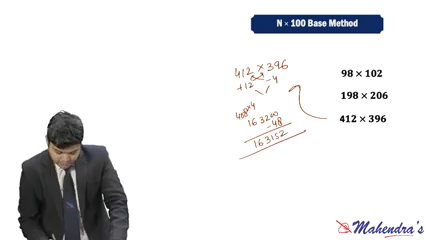 N × 100 Base Method
412 × 396
+12 -4
408×4
163200
-48
163152
98 × 102
198 × 206
412 × 396
Mahendra's